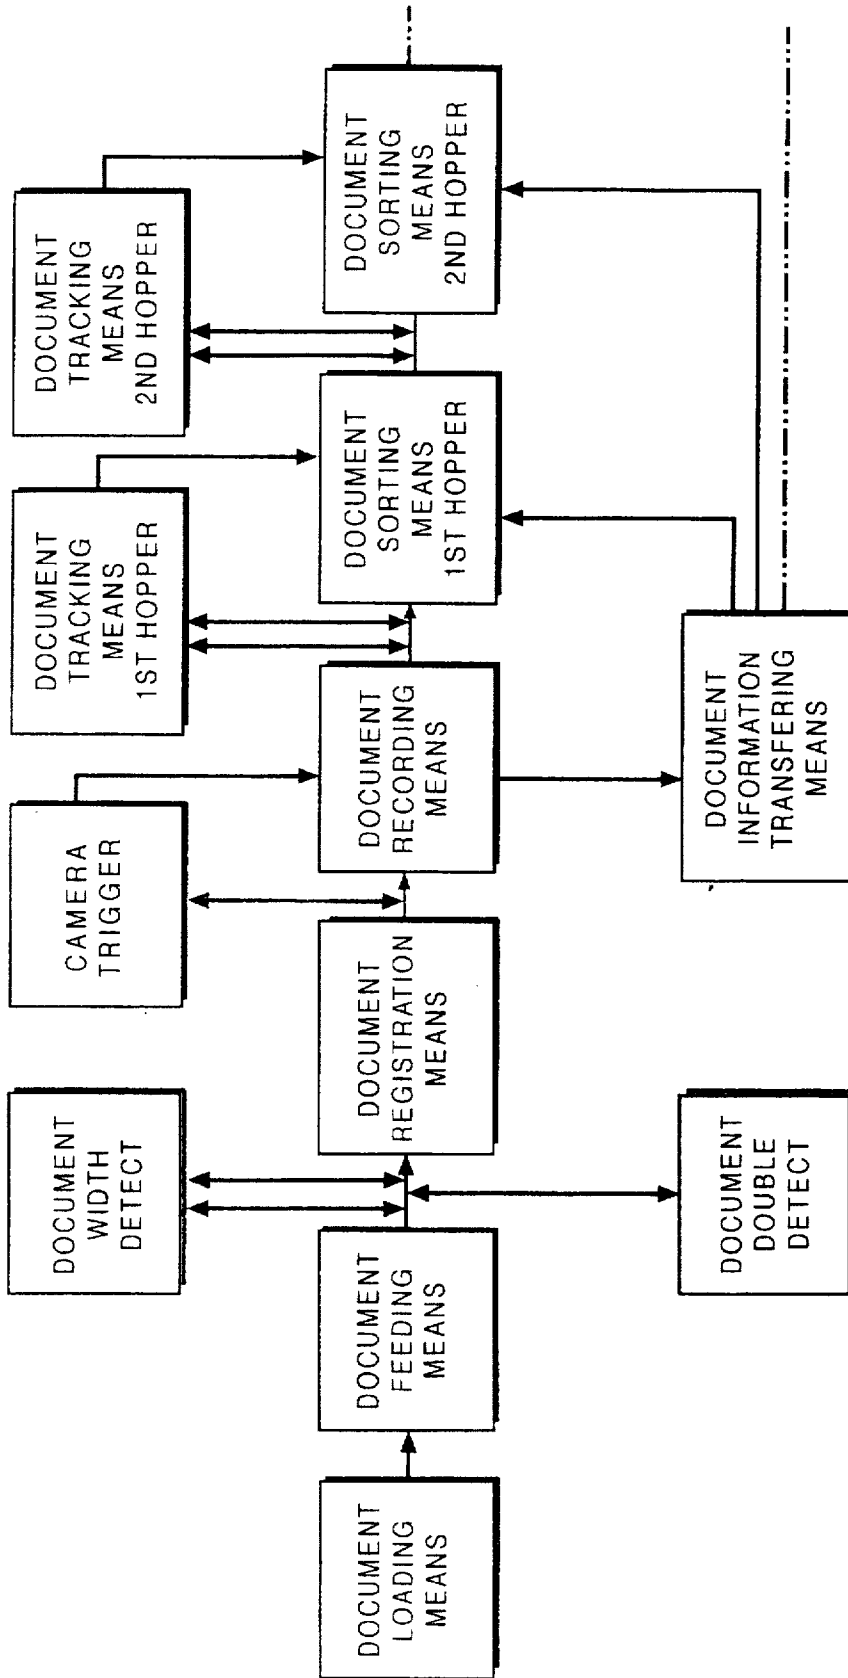 DOCUMENT
WIDTH
DETECT
CAMERA
TRIGGER
DOCUMENT
TRACKING
MEANS
1ST HOPPER
DOCUMENT
TRACKING
MEANS
2ND HOPPER
DOCUMENT
LOADING
MEANS
DOCUMENT
FEEDING
MEANS
DOCUMENT
REGISTRATION
MEANS
DOCUMENT
RECORDING
MEANS
DOCUMENT
SORTING
MEANS
1ST HOPPER
DOCUMENT
SORTING
MEANS
2ND HOPPER
DOCUMENT
DOUBLE
DETECT
DOCUMENT
INFORMATION
TRANSFERING
MEANS